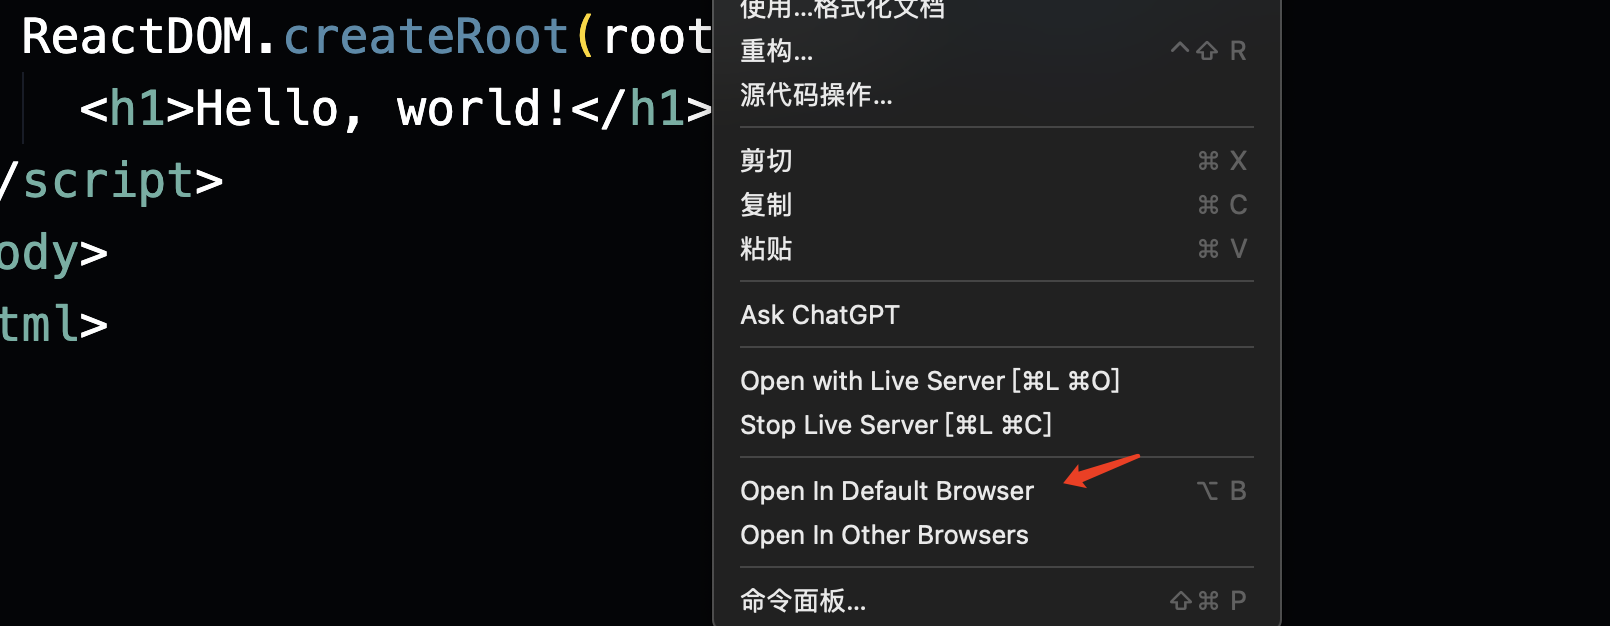 ReactDOM.createRoot(root
<h1>Hello, world!</h1>
/script>
ody>
tml>
使用...格式化文档
重构... ^⇧ R
源代码操作...
剪切 ⌘ X
复制 ⌘ C
粘贴 ⌘ V
Ask ChatGPT
Open with Live Server [⌘L ⌘O]
Stop Live Server [⌘L ⌘C]
Open In Default Browser ⌥ B
Open In Other Browsers
命令面板... ⇧⌘ P